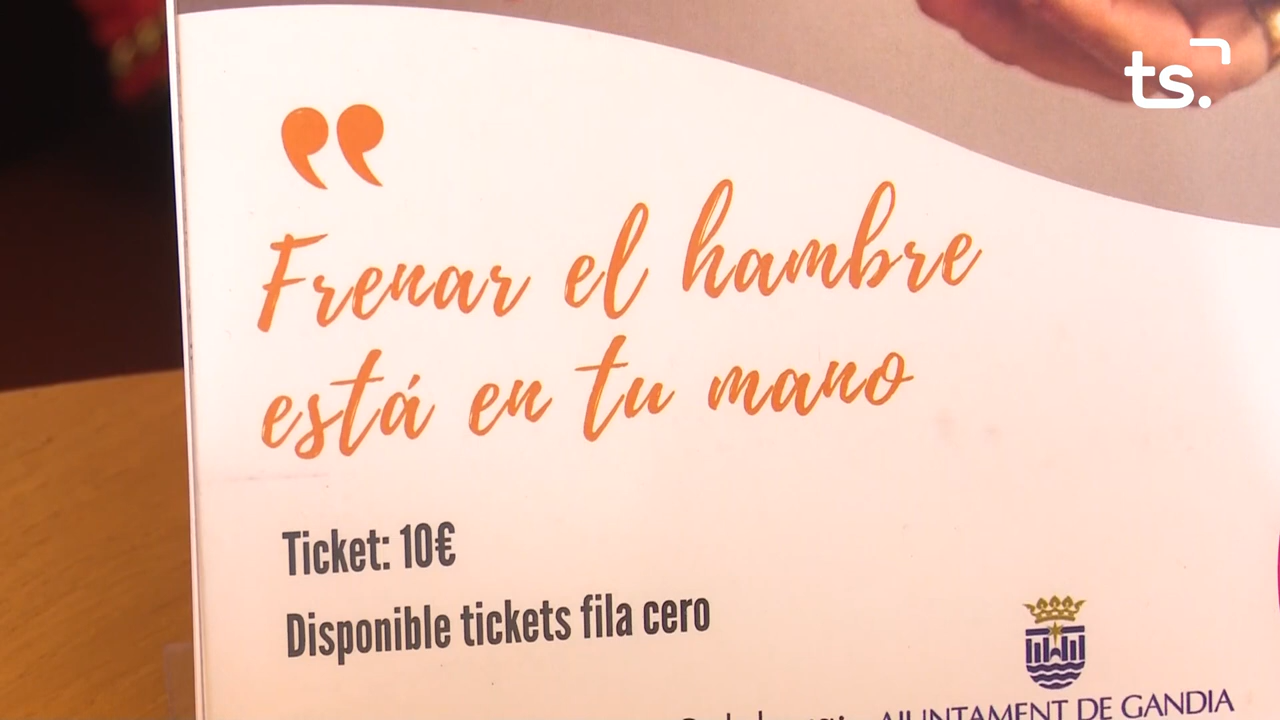 ts.
❟❟
Frenar el hambre
está en tu mano
Ticket: 10€
Disponible tickets fila cero
AJUNTAMENT DE GANDIA